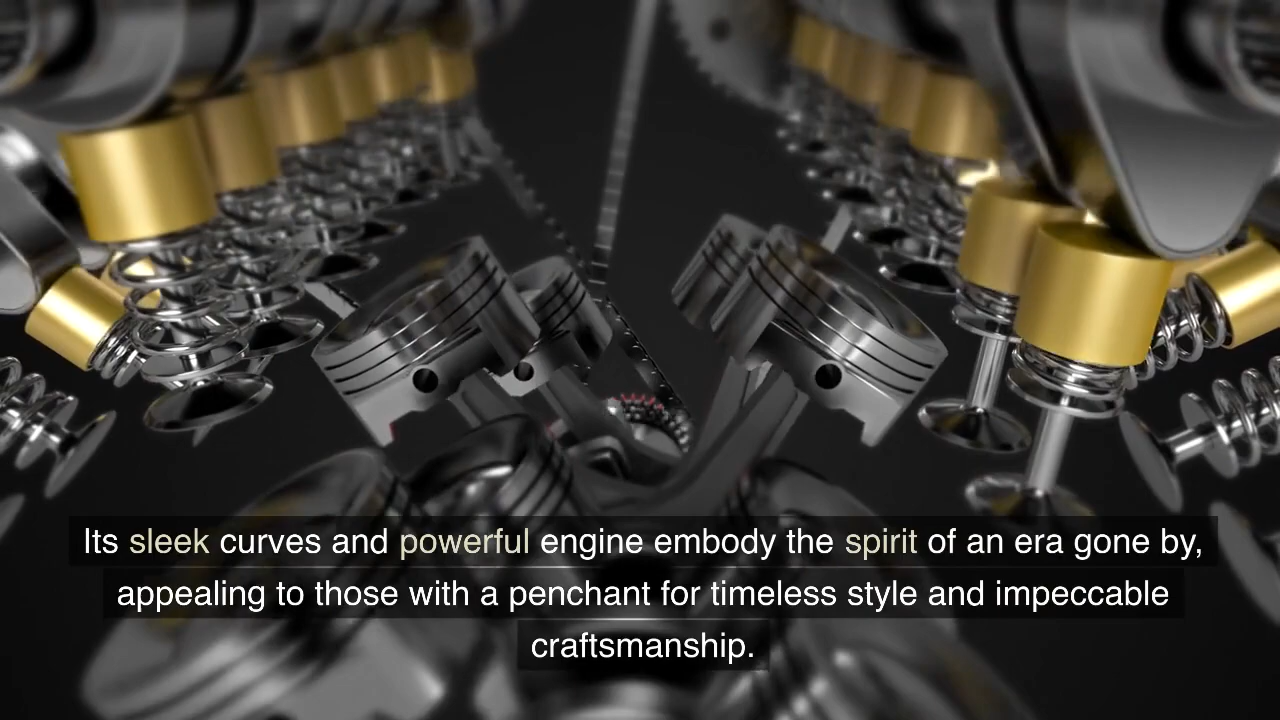 Its sleek curves and powerful engine embody the spirit of an era gone by,
appealing to those with a penchant for timeless style and impeccable
craftsmanship.